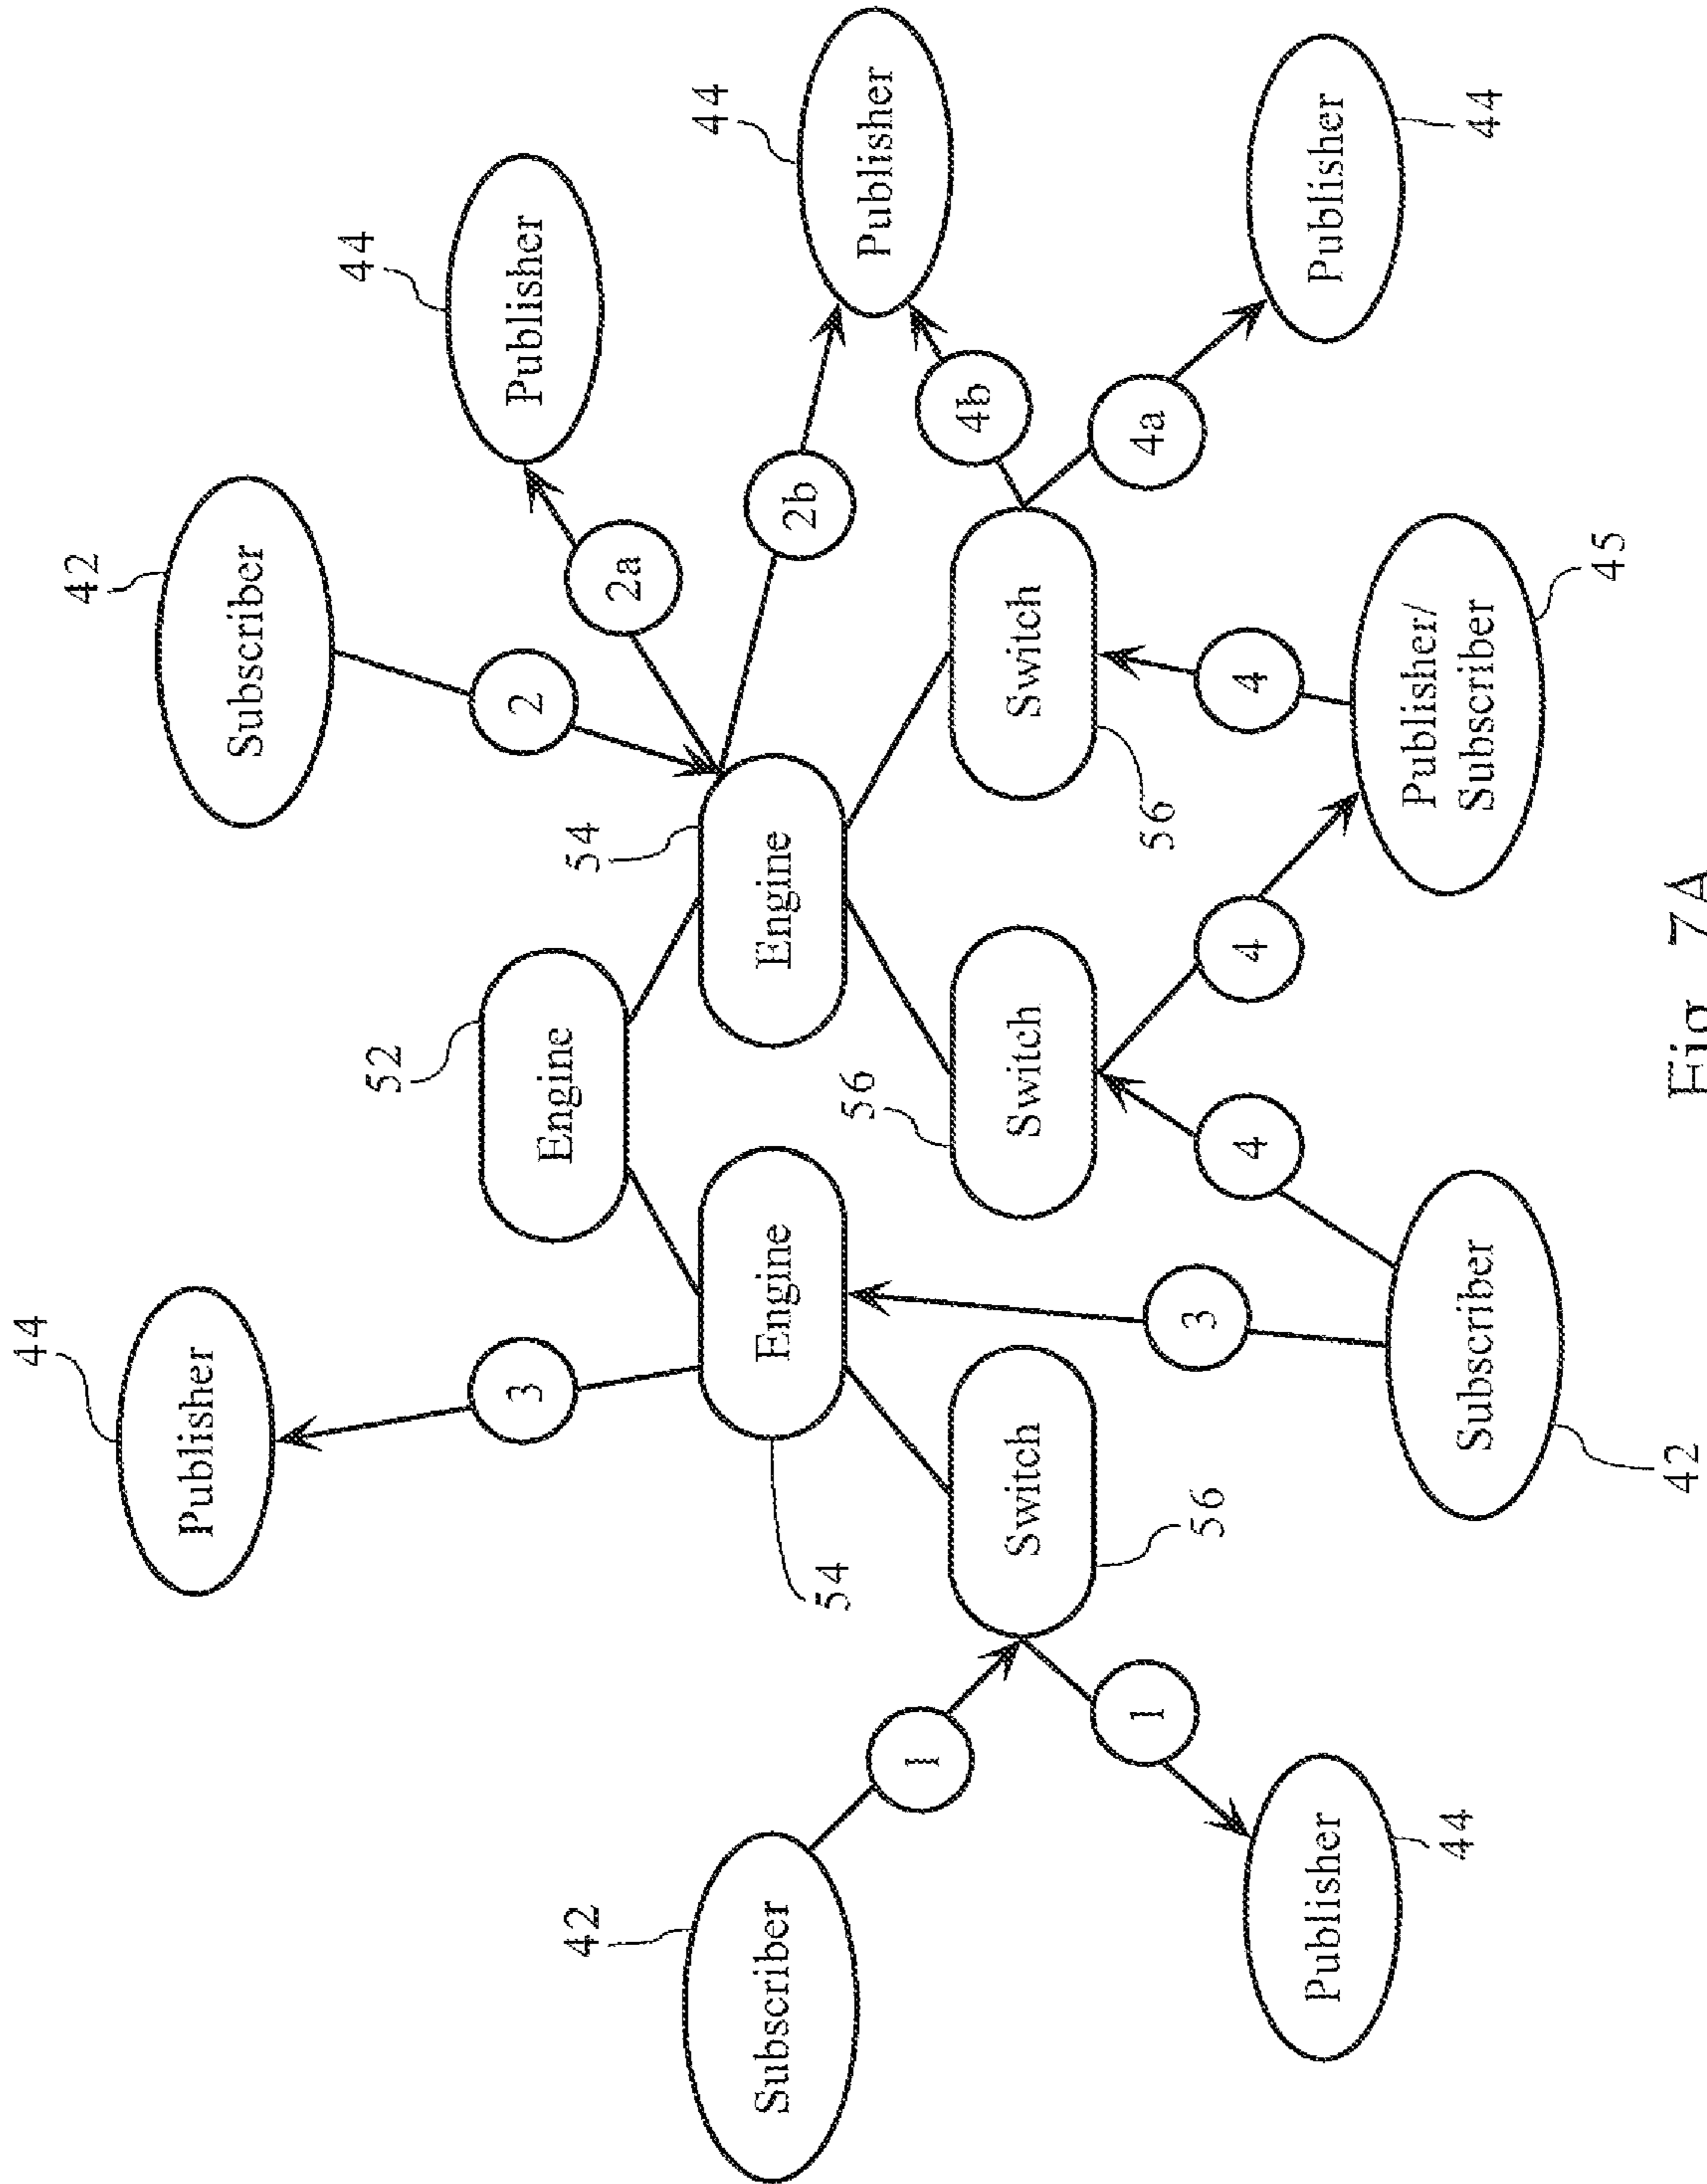 44
Publisher
42
Subscriber
44
Publisher
52
Engine
3
2
2a
42
Subscriber
54
Engine
54
Engine
2b
44
Publisher
1
56
Switch
56
Switch
56
Switch
4b
4a
1
3
4
4
4
Publisher
44
Subscriber
42
Publisher/
Subscriber
45
Publisher
44
Fig. 7A